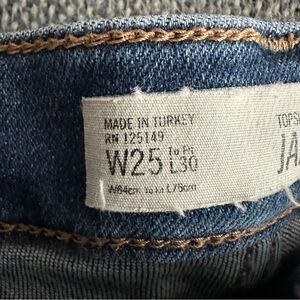 MADE IN TURKEY
RN 125149
W25 To Fit L30
W64cm To Fit L76cm
TOPS
JA